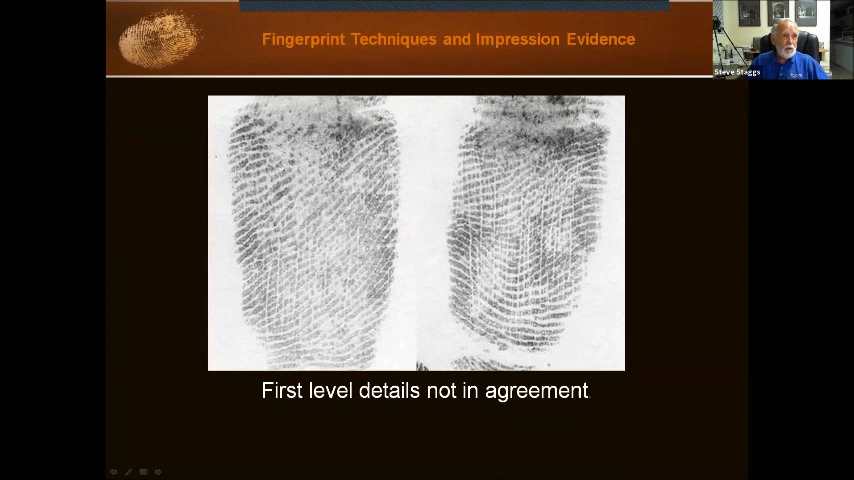 Fingerprint Techniques and Impression Evidence
Steve Staggs
First level details not in agreement